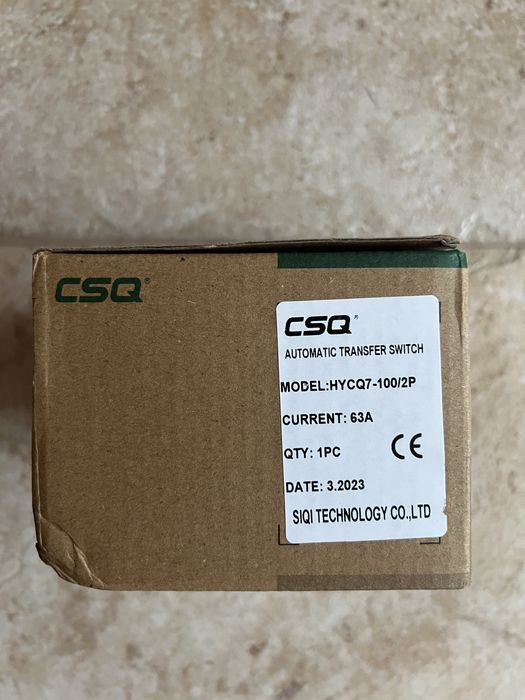 CSQ®
CSQ®
AUTOMATIC TRANSFER SWITCH
MODEL:HYCQ7-100/2P
CURRENT: 63A
QTY: 1PC
CE
DATE: 3.2023
SIQI TECHNOLOGY CO.,LTD